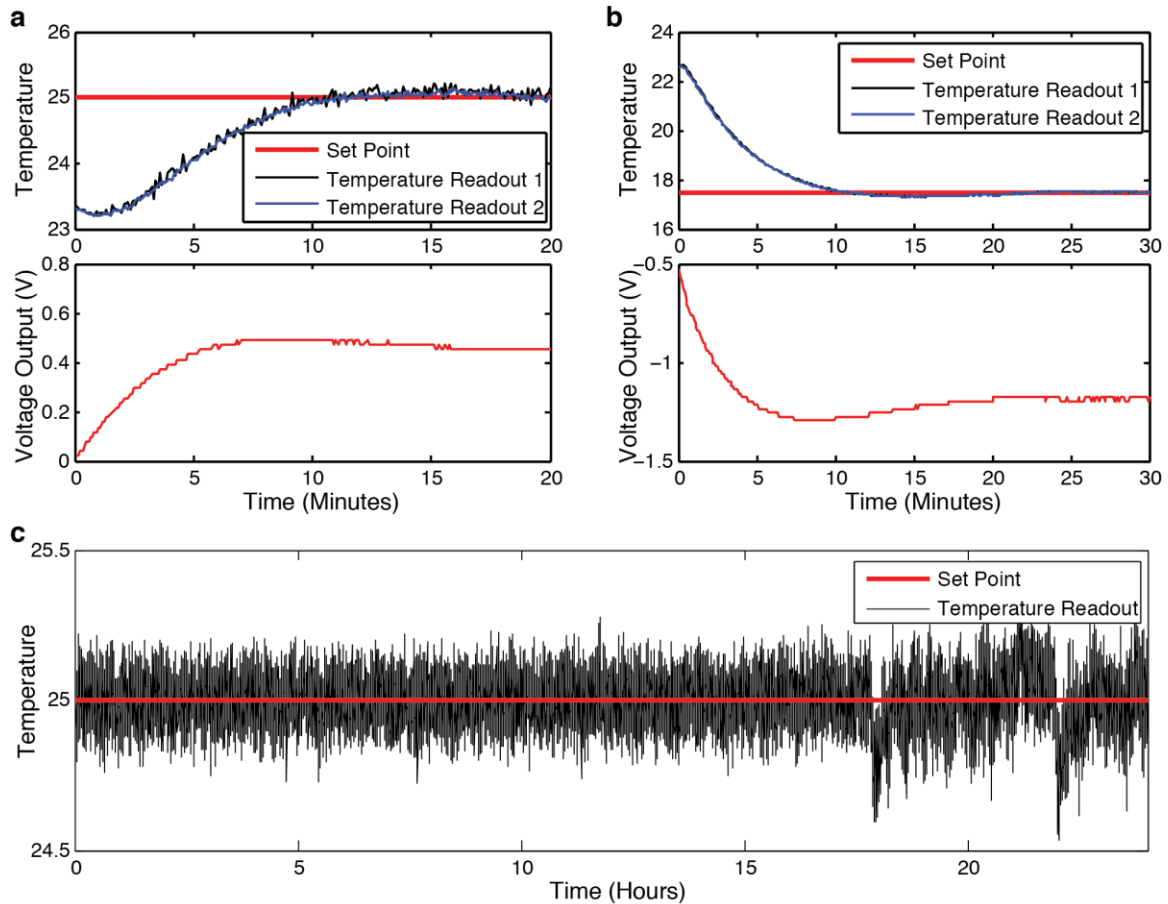 a
26
25
24
23
Temperature
Set Point
Temperature Readout 1
Temperature Readout 2
0 5 10 15 20
0.8
0.6
0.4
0.2
0
Voltage Output (V)
0 5 10 15 20
Time (Minutes)
b
24
22
20
18
16
Temperature
Set Point
Temperature Readout 1
Temperature Readout 2
0 5 10 15 20 25 30
−0.5
−1
−1.5
Voltage Output (V)
0 5 10 15 20 25 30
Time (Minutes)
c
25.5
25
24.5
Temperature
Set Point
Temperature Readout
0 5 10 15 20
Time (Hours)